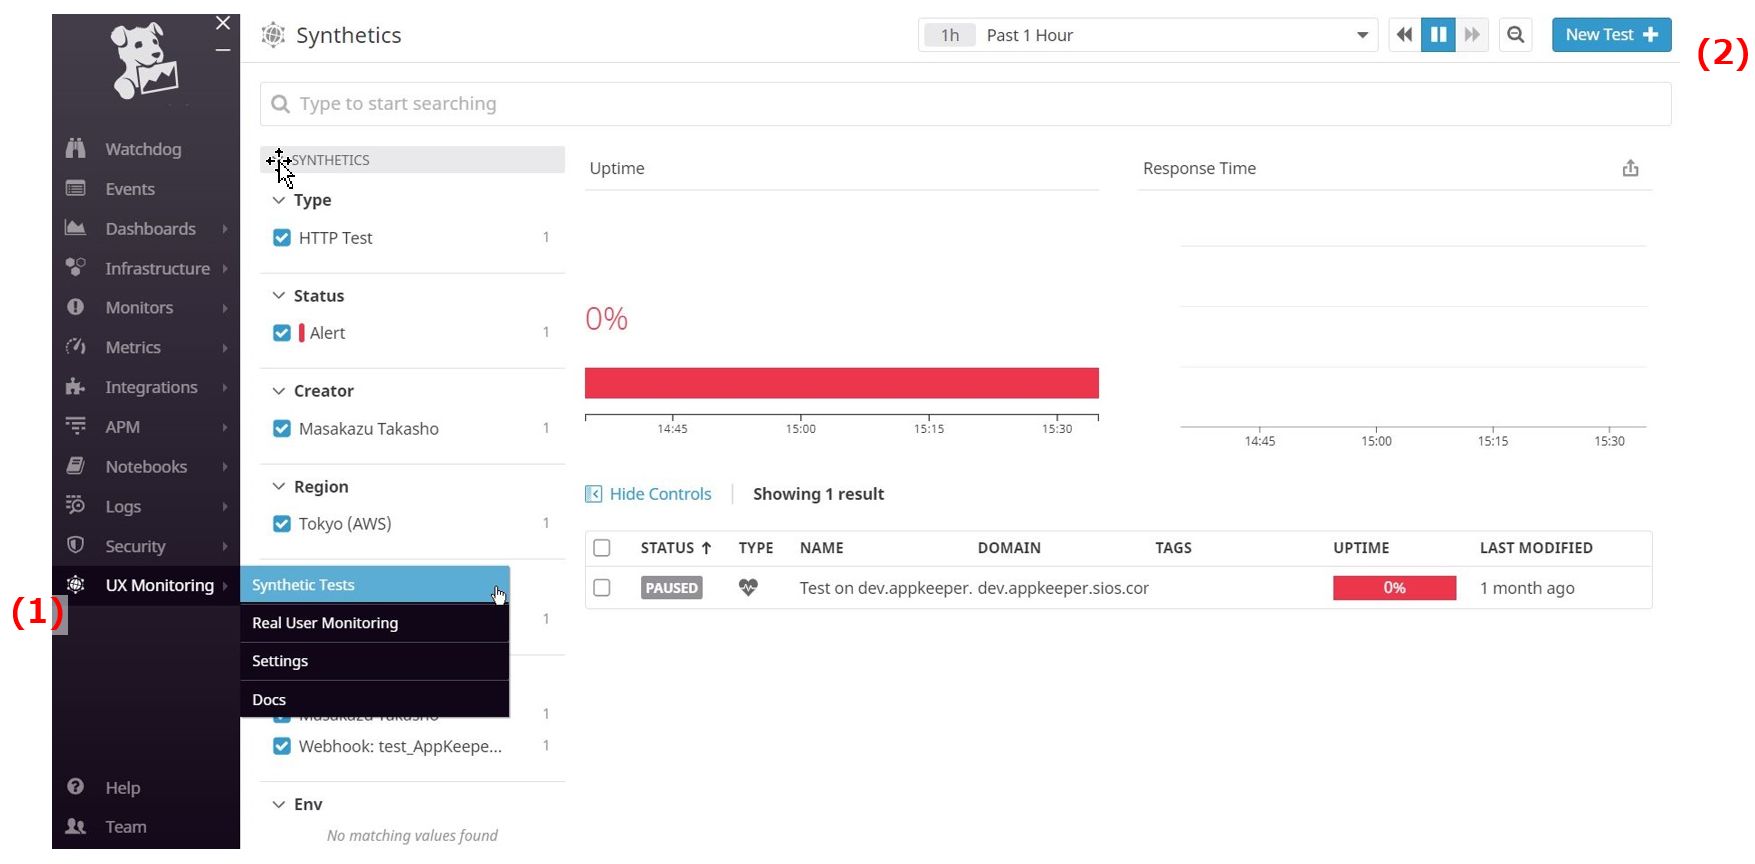 Synthetics
1h Past 1 Hour
New Test
(2)
Type to start searching
Watchdog
Events
Dashboards
Infrastructure
Monitors
Metrics
Integrations
APM
Notebooks
Logs
Security
UX Monitoring
(1)
Synthetic Tests
Real User Monitoring
Settings
Docs
Help
Team
SYNTHETICS
Type
HTTP Test 1
Status
Alert 1
Creator
Masakazu Takasho 1
Region
Tokyo (AWS) 1
1
Masakazu Takasho 1
Webhook: test_AppKeepe... 1
Env
No matching values found
Uptime
0%
14:45 15:00 15:15 15:30
Response Time
14:45 15:00 15:15 15:30
Hide Controls
Showing 1 result
STATUS TYPE NAME DOMAIN TAGS UPTIME LAST MODIFIED
PAUSED Test on dev.appkeeper. dev.appkeeper.sios.cor 0% 1 month ago